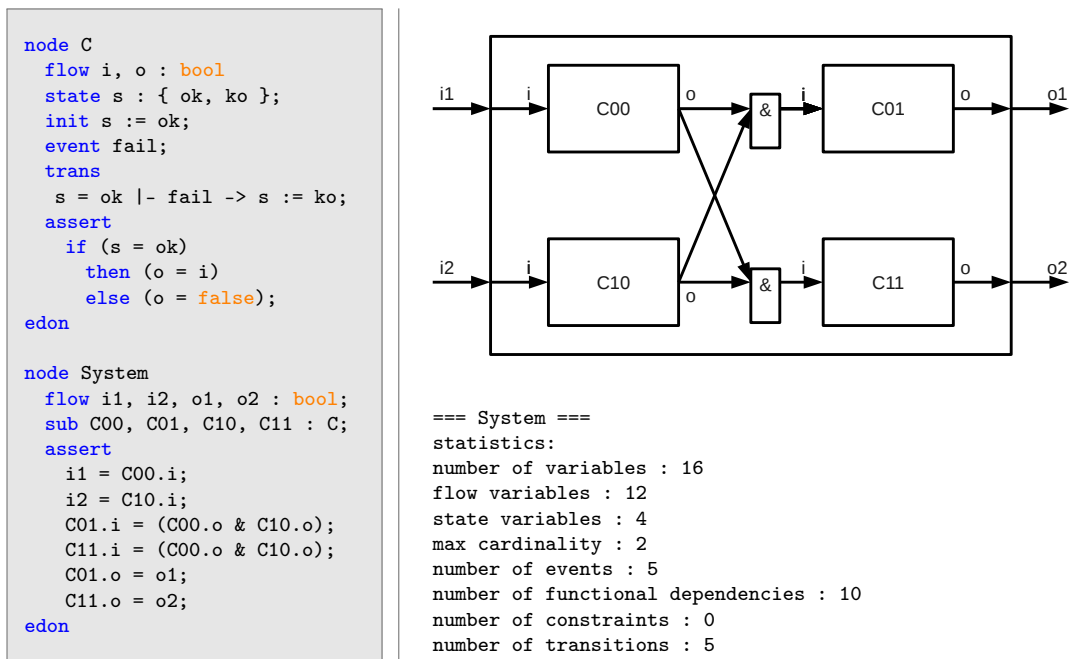 node C
flow i, o : bool
state s : { ok, ko };
init s := ok;
event fail;
trans
s = ok |- fail -> s := ko;
assert
if (s = ok)
then (o = i)
else (o = false);
edon
node System
flow i1, i2, o1, o2 : bool;
sub C00, C01, C10, C11 : C;
assert
i1 = C00.i;
i2 = C10.i;
C01.i = (C00.o & C10.o);
C11.i = (C00.o & C10.o);
C01.o = o1;
C11.o = o2;
edon
i1 i C00 o & i C01 o o1
i2 i C10 o & i C11 o o2
=== System ===
statistics:
number of variables : 16
flow variables : 12
state variables : 4
max cardinality : 2
number of events : 5
number of functional dependencies : 10
number of constraints : 0
number of transitions : 5